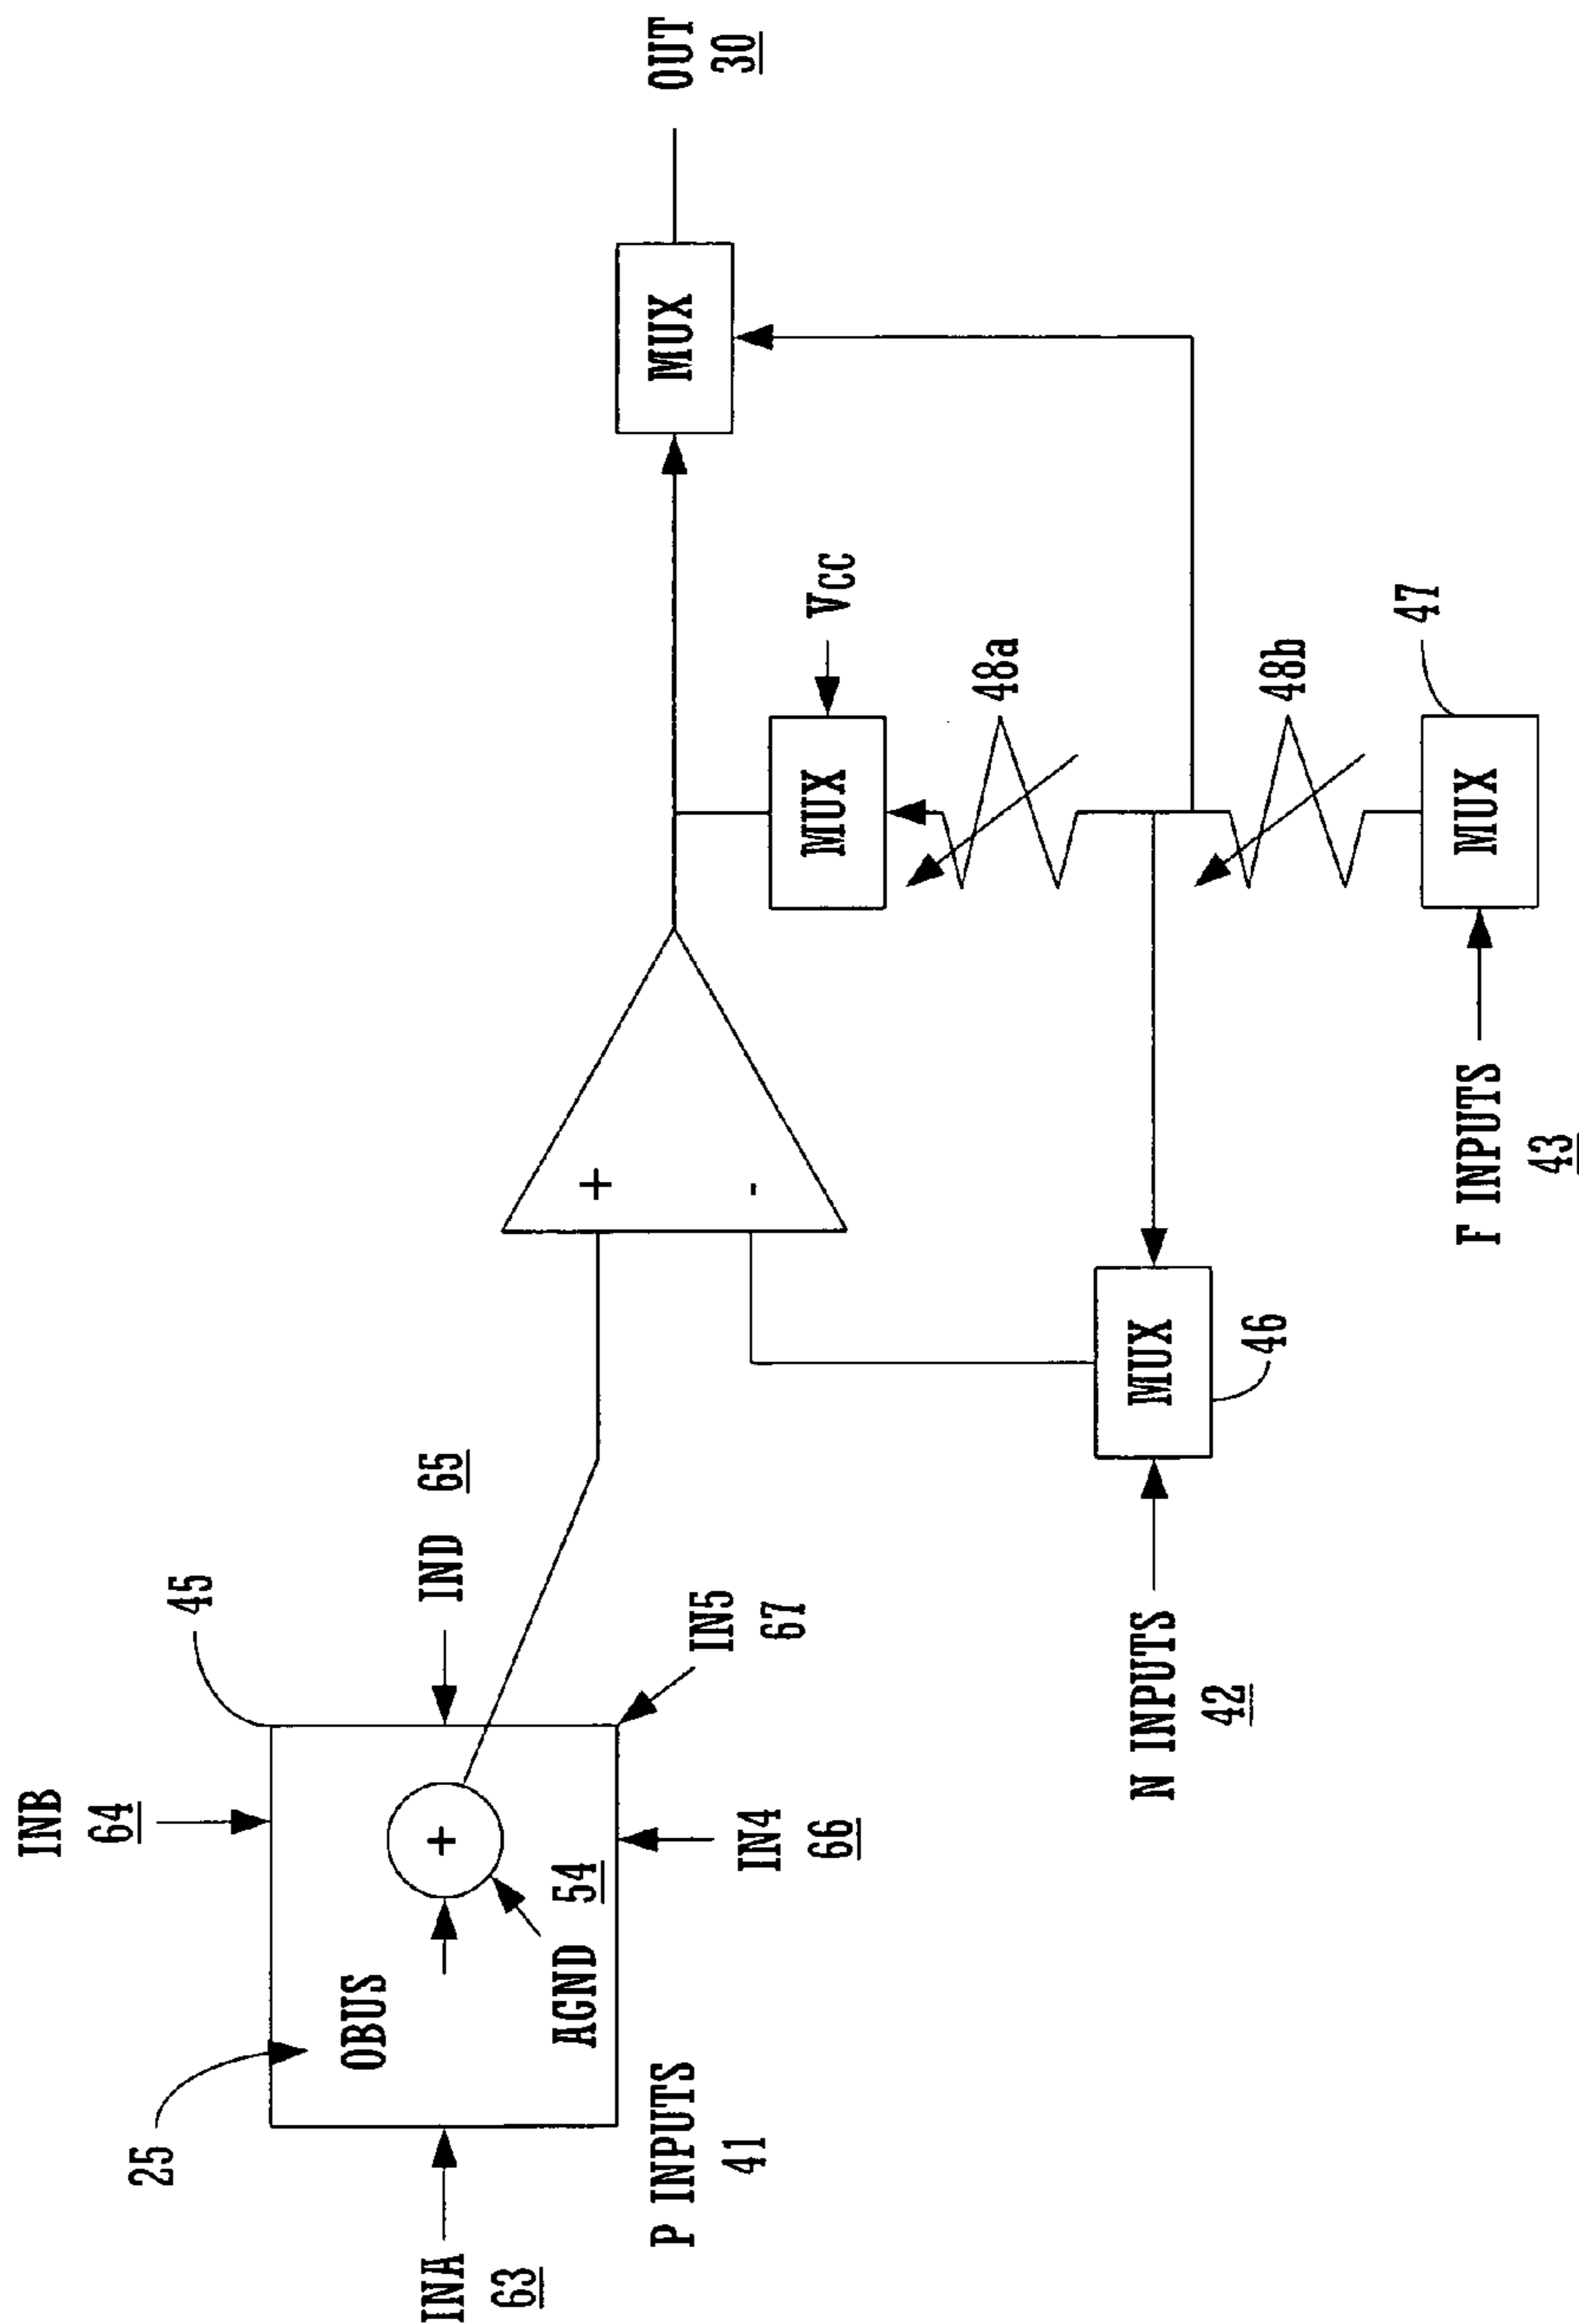 INB
64
45
25
OBUS
IND 65
INA
63
+
AGND 54
IN5
67
IN4
66
P INPUTS
41
+
-
MUX
OUT
30
MUX
Vcc
48a
48b
MUX
46
N INPUTS
42
MUX
47
F INPUTS
43